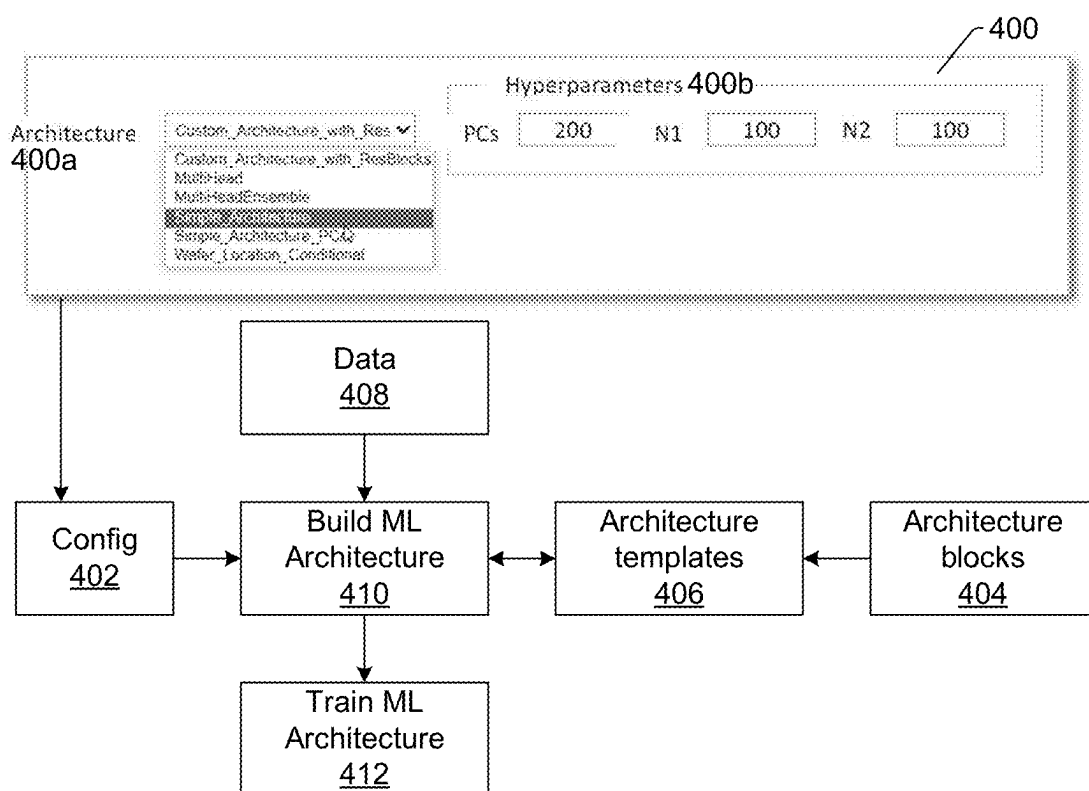 400
Hyperparameters 400b
Architecture
400a
Custom_Architecture_with_Res
PCs 200 N1 100 N2 100
Custom_Architecture_with_ResBlocks
MultiHead
MultiHeadEnsemble
Simple_Architecture_PCA
Wafer_Location_Conditional
Data
408
Config
402
Build ML
Architecture
410
Architecture
templates
406
Architecture
blocks
404
Train ML
Architecture
412